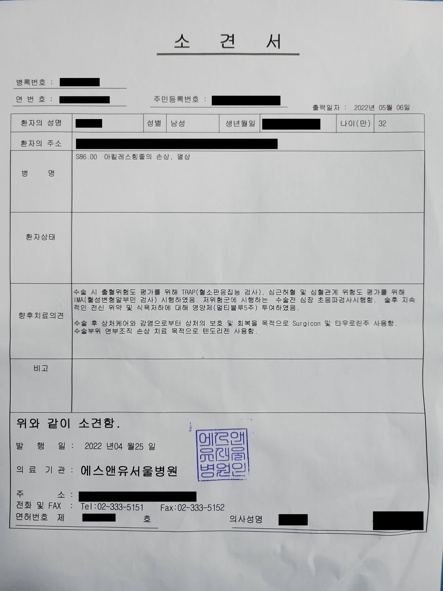 소 견 서
병록번호 :
연 번 호 :
주민등록번호 :
출력일자 : 2022년 05월 06일
환자의 성명 성별 남성 생년월일 나이(만) 32
환자의 주소
병 명
S86.00 아킬레스힘줄의 손상, 열상
환자상태
향후치료의견
수술 시 출혈위험도 평가를 위해 TRAP(혈소판응집능 검사), 심근허혈 및 심혈관계 위험도 평가를 위해
IMA(혈성변형알부민 검사) 시행하였음. 저위험군에 시행하는 수술전 심장 초음파검사시행함. 술후 지속
적인 전신 위약 및 식욕저하에 대해 영양제(멀티블루5주) 투여하였음.
수술 후 상처케어와 감염으로부터 상처의 보호 및 회복을 목적으로 Surgicon 및 타우로린주 사용함.
수술부위 연부조직 손상 치료 목적으로 텐도리젠 사용함.
비고
위와 같이 소견함.
발 행 일 : 2022 년04 월 25 일
의 료 기 관 : 에스앤유서울병원
에스앤
유서울
병원인
주 소 :
전화 및 FAX : Tel:02-333-5151 Fax:02-333-5152
면허번호 제 호 의사성명